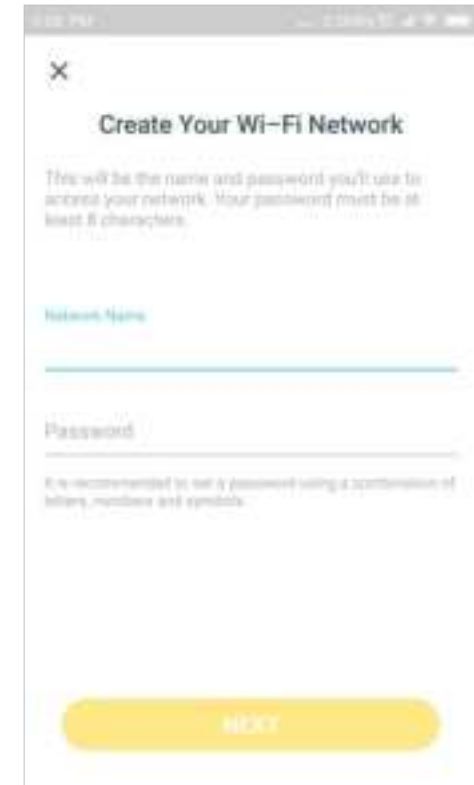 Create Your Wi-Fi Network
This will be the name and password you'll use to
access your network. Your password must be at
least 8 characters.
Network Name
Password
It is recommended to set a password using a combination of
letters, numbers and symbols.
NEXT